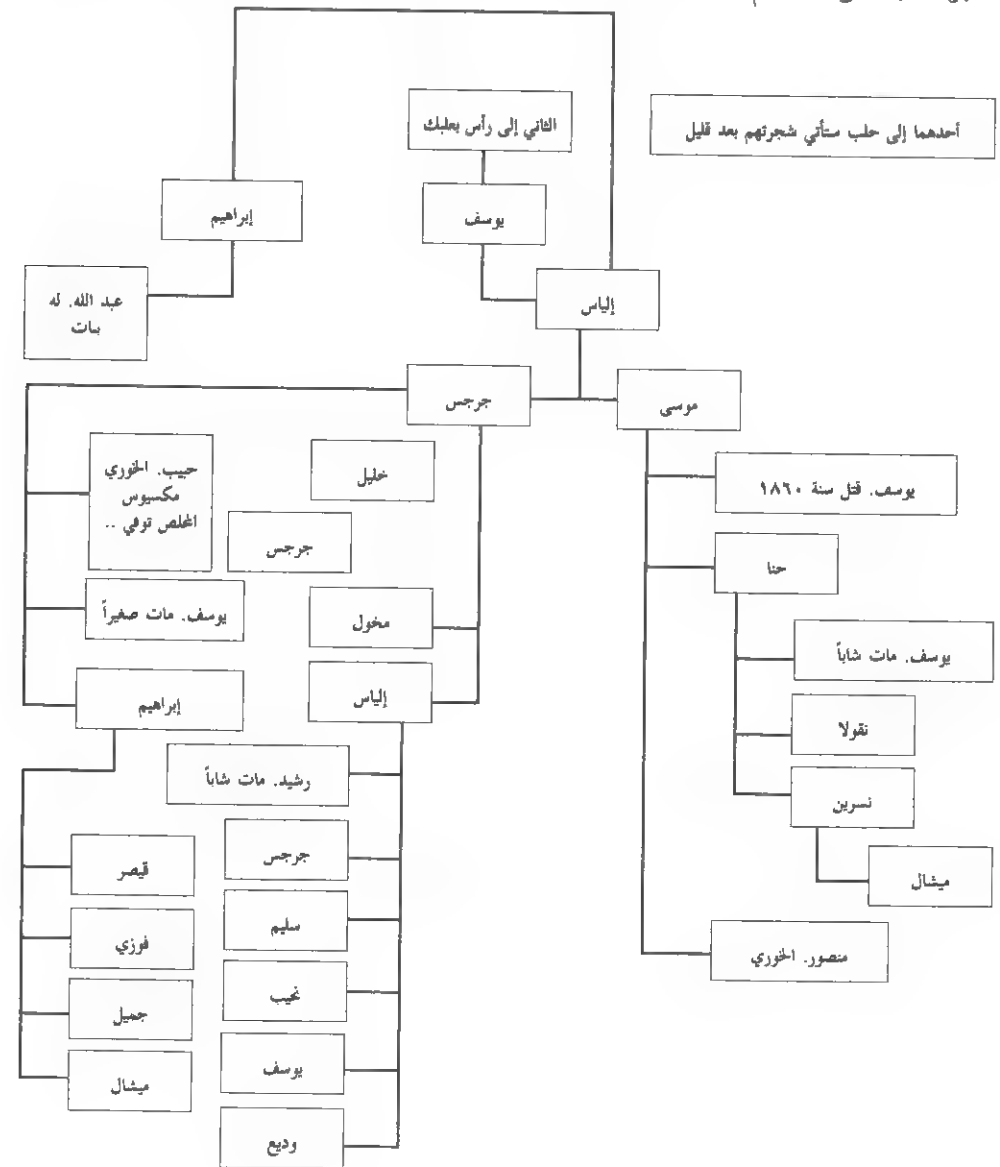 أحدهما إلى حلب ستأتي شجرتهم بعد قليل
الثاني إلى رأس بعلبك
إبراهيم
يوسف
عبد الله. له
بنات
إلياس
جرجس
موسى
حبيب. الخوري
مكسيوس
المخلص توفي ..
خليل
جرجس
يوسف. قتل سنة ١٨٦٠
حنا
يوسف. مات صغيراً
مخول
يوسف. مات شاباً
إبراهيم
إلياس
نقولا
رشيد. مات شاباً
نسرين
قيصر
جرجس
ميشال
فوزي
سليم
منصور. الخوري
جميل
نجيب
ميشال
يوسف
وديع